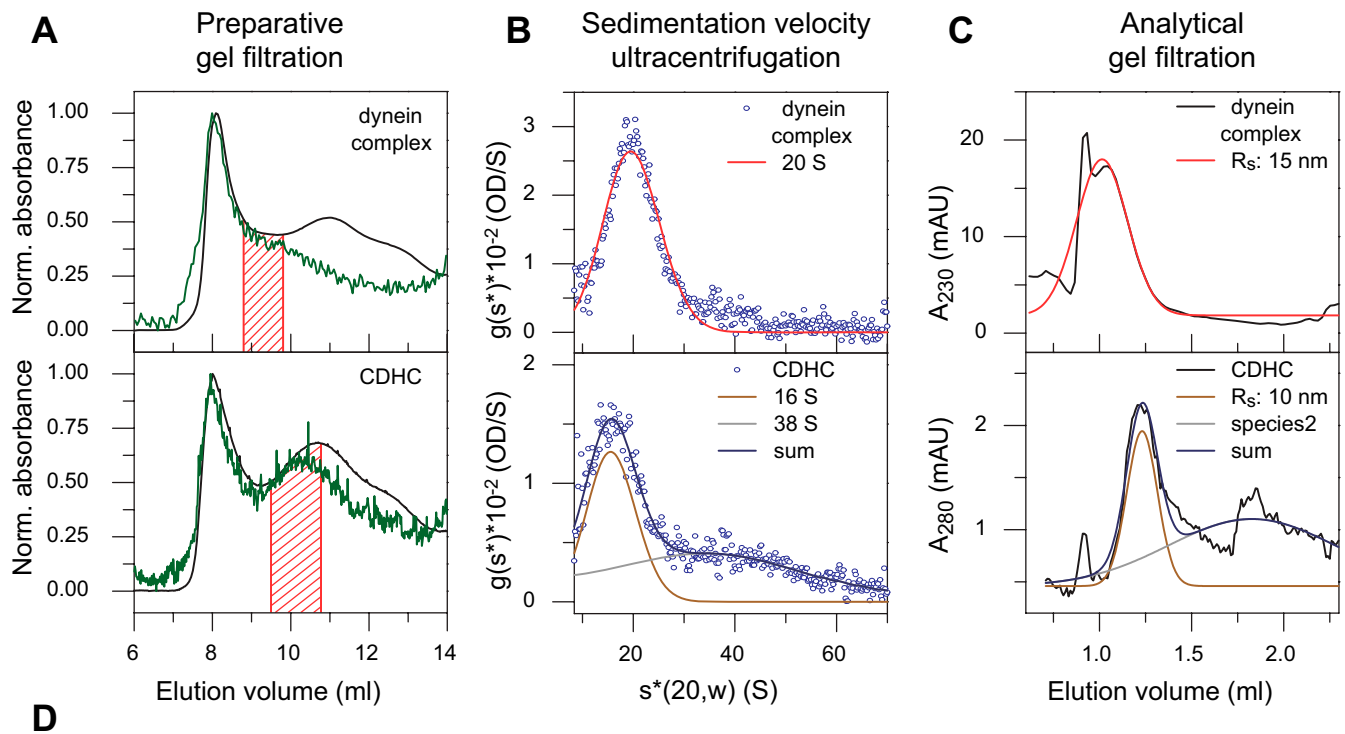 A
Preparative
gel filtration
B
Sedimentation velocity
ultracentrifugation
C
Analytical
gel filtration
dynein
complex
1.00
0.75
0.50
0.25
0.00
Norm. absorbance
CDHC
1.00
0.75
0.50
0.25
0.00
Norm. absorbance
6
8
10
12
14
Elution volume (ml)
dynein
complex
20 S
3
2
1
0
g(s*)*10-2 (OD/S)
CDHC
16 S
38 S
sum
2
1
0
g(s*)*10-2 (OD/S)
20
40
60
s*(20,w) (S)
dynein
complex
Rs: 15 nm
20
10
0
A230 (mAU)
CDHC
Rs: 10 nm
species2
sum
2
1
A280 (mAU)
1.0
1.5
2.0
Elution volume (ml)
D